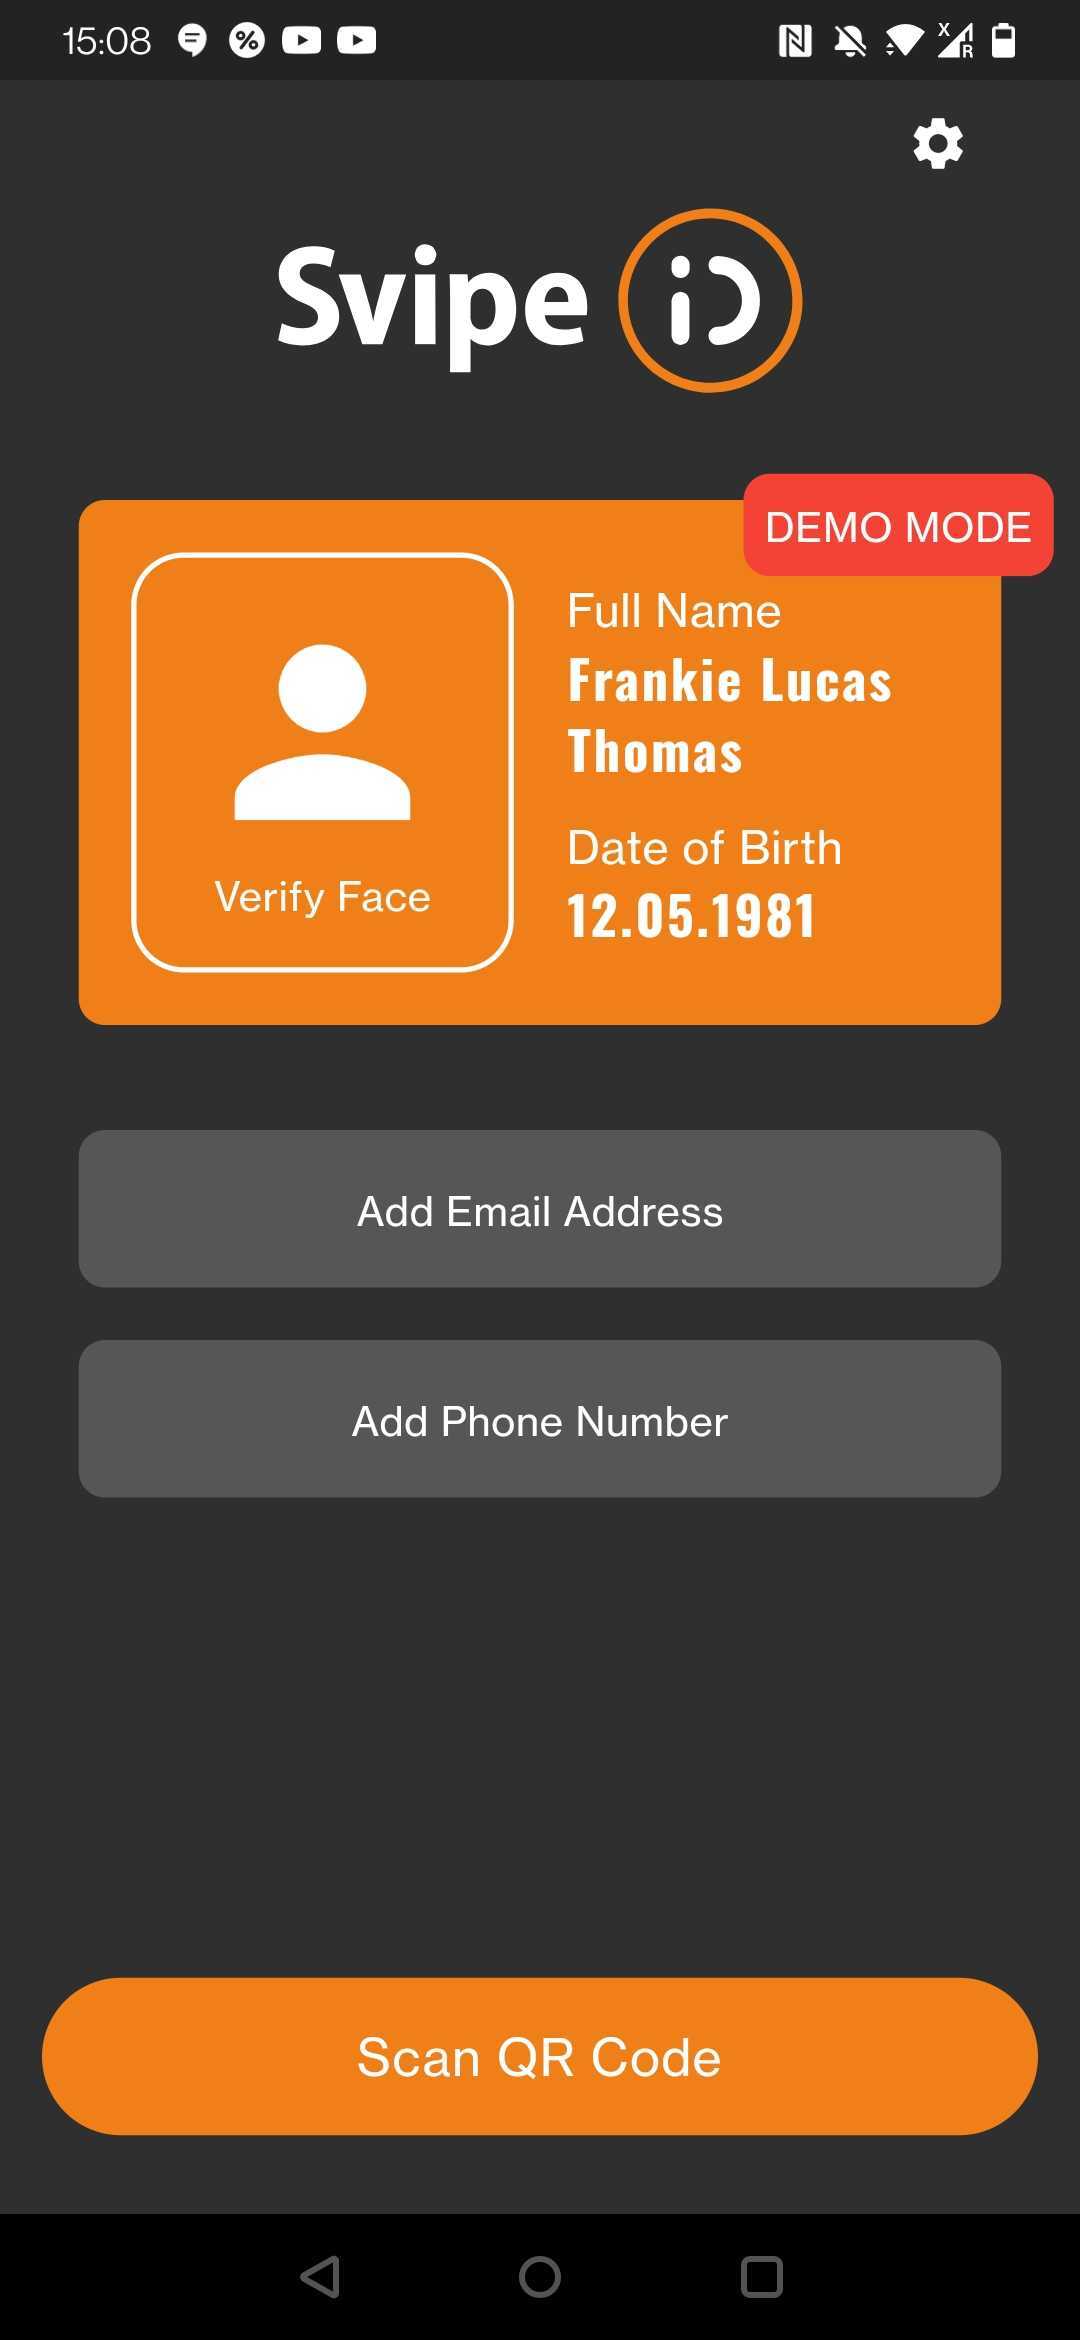 15:08
Svipe iD
DEMO MODE
Full Name
Frankie Lucas
Thomas
Date of Birth
12.05.1981
Verify Face
Add Email Address
Add Phone Number
Scan QR Code